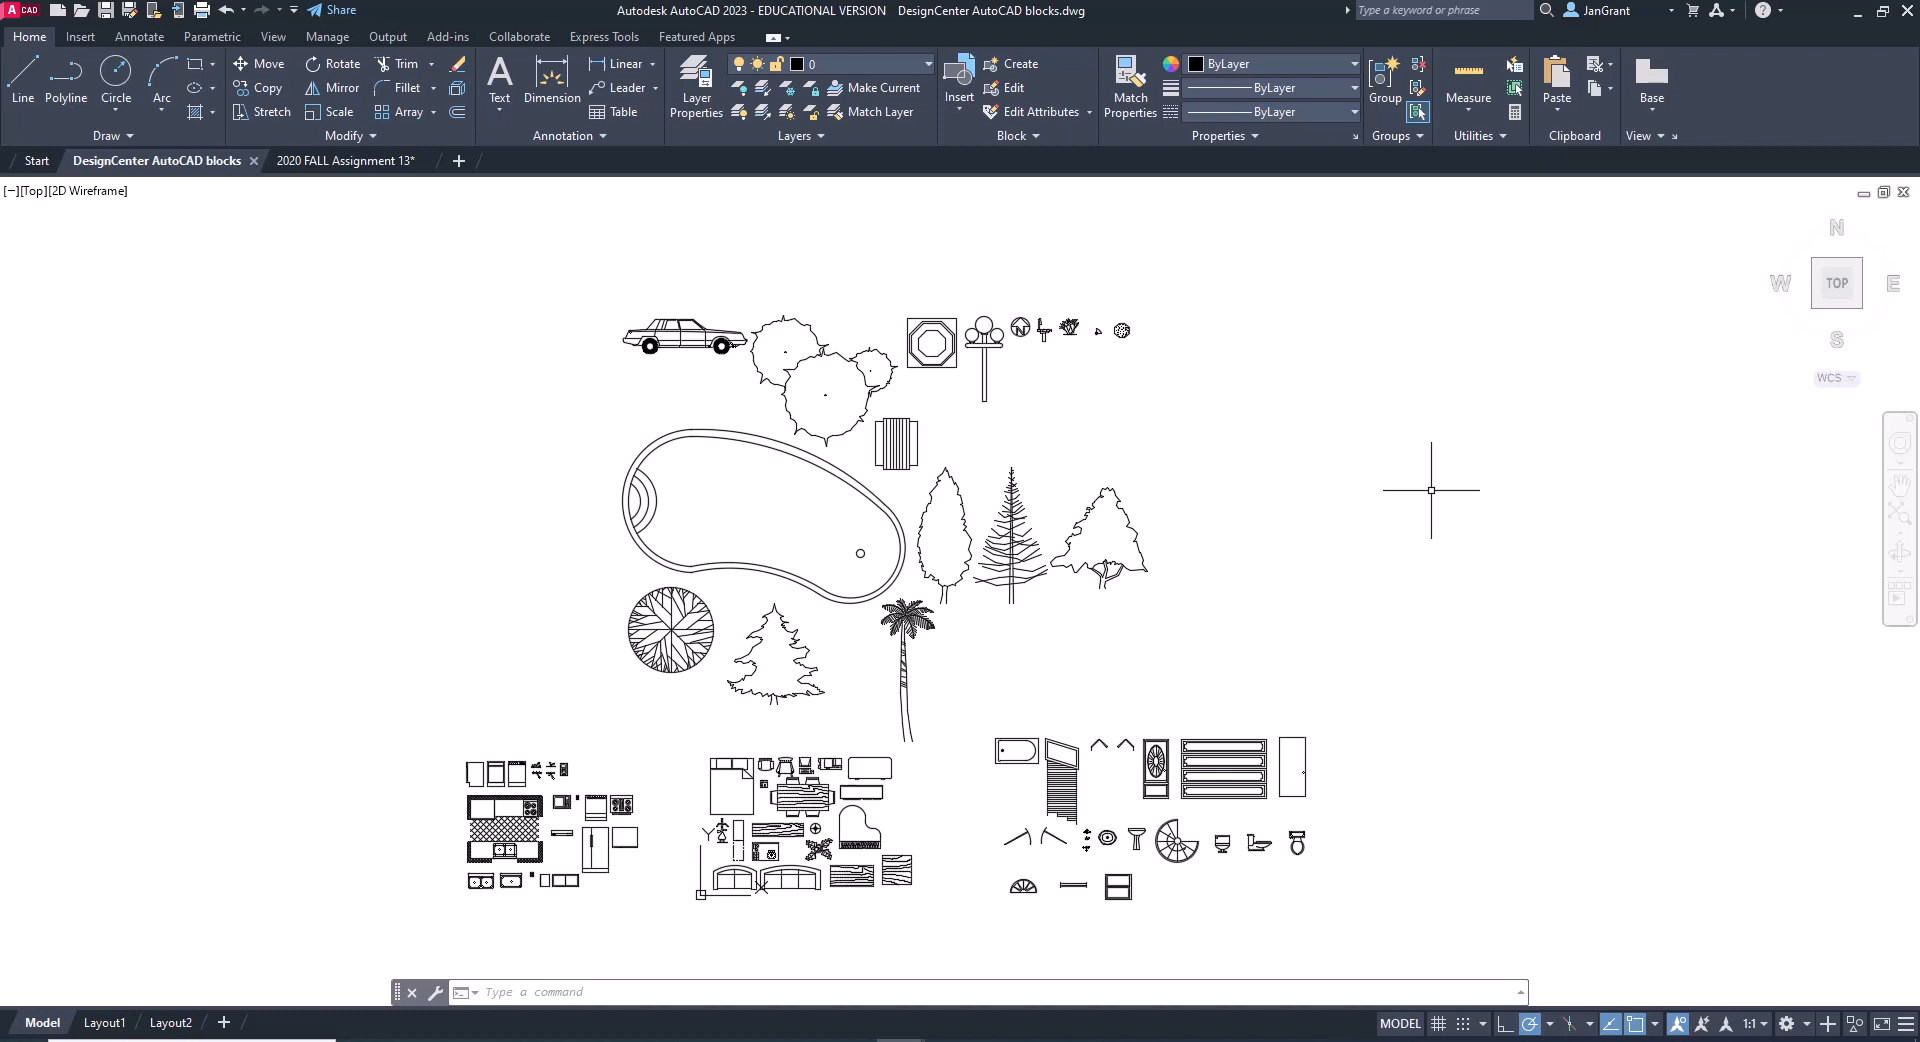 A CAD Share Autodesk AutoCAD 2023 - EDUCATIONAL VERSION DesignCenter AutoCAD blocks.dwg Type a keyword or phrase JanGrant
Home Insert Annotate Parametric View Manage Output Add-ins Collaborate Express Tools Featured Apps
Move Rotate Trim Linear 0 Create ByLayer
Copy Mirror Fillet Leader Make Current Edit ByLayer
Line Polyline Circle Arc Text Dimension Layer Properties Insert Match Properties Group Measure Paste Base
Stretch Scale Array Table Match Layer Edit Attributes ByLayer
Draw Modify Annotation Layers Block Properties Groups Utilities Clipboard View
Start DesignCenter AutoCAD blocks 2020 FALL Assignment 13*
[−][Top][2D Wireframe]
N
W TOP E
S
WCS
N
Y
X
Type a command
Model Layout1 Layout2 MODEL 1:1